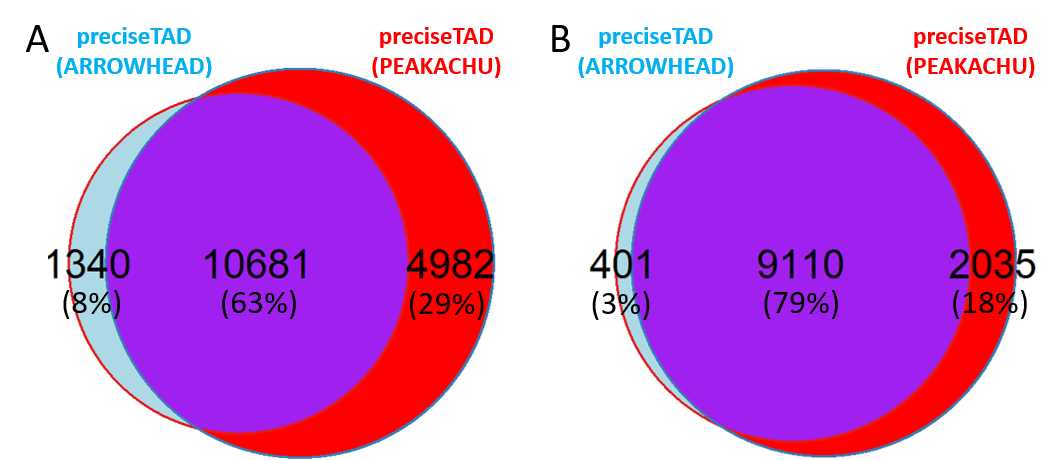 A
preciseTAD
(ARROWHEAD)
preciseTAD
(PEAKACHU)
1340
(8%)
10681
(63%)
4982
(29%)
B
preciseTAD
(ARROWHEAD)
preciseTAD
(PEAKACHU)
401
(3%)
9110
(79%)
2035
(18%)